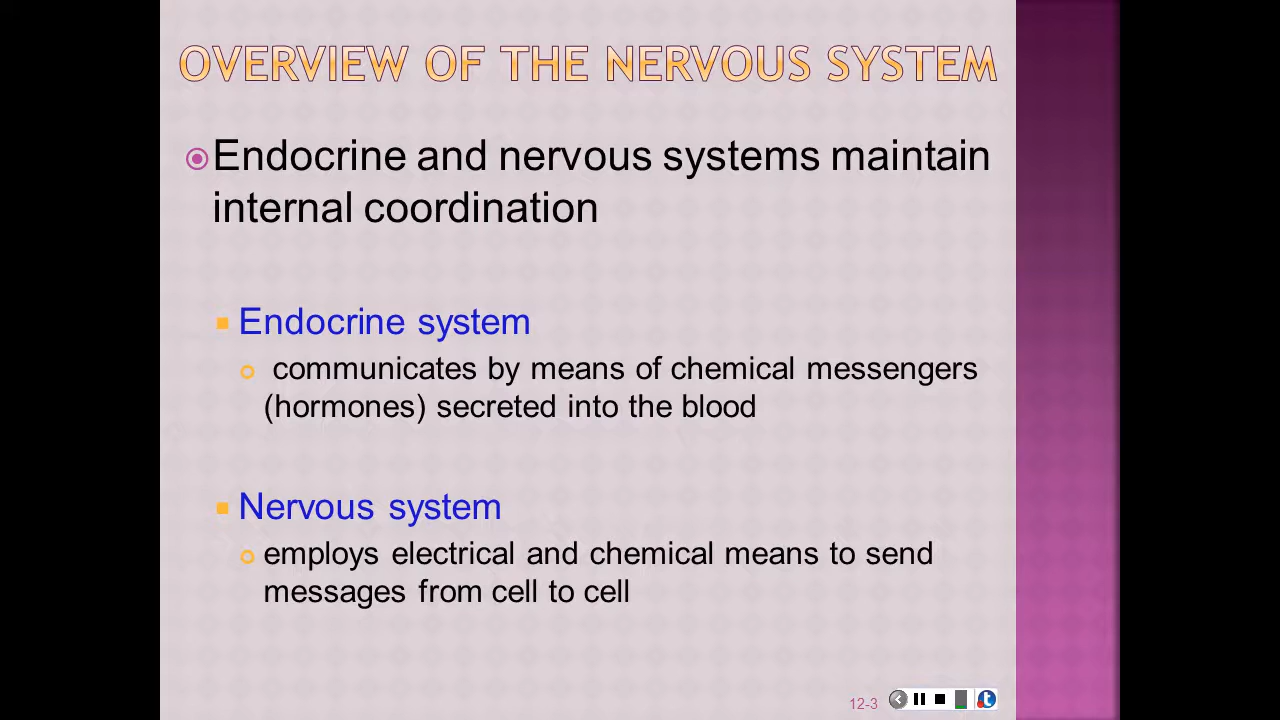 OVERVIEW OF THE NERVOUS SYSTEM
Endocrine and nervous systems maintain
internal coordination
Endocrine system
communicates by means of chemical messengers
(hormones) secreted into the blood
Nervous system
employs electrical and chemical means to send
messages from cell to cell
12-3
t